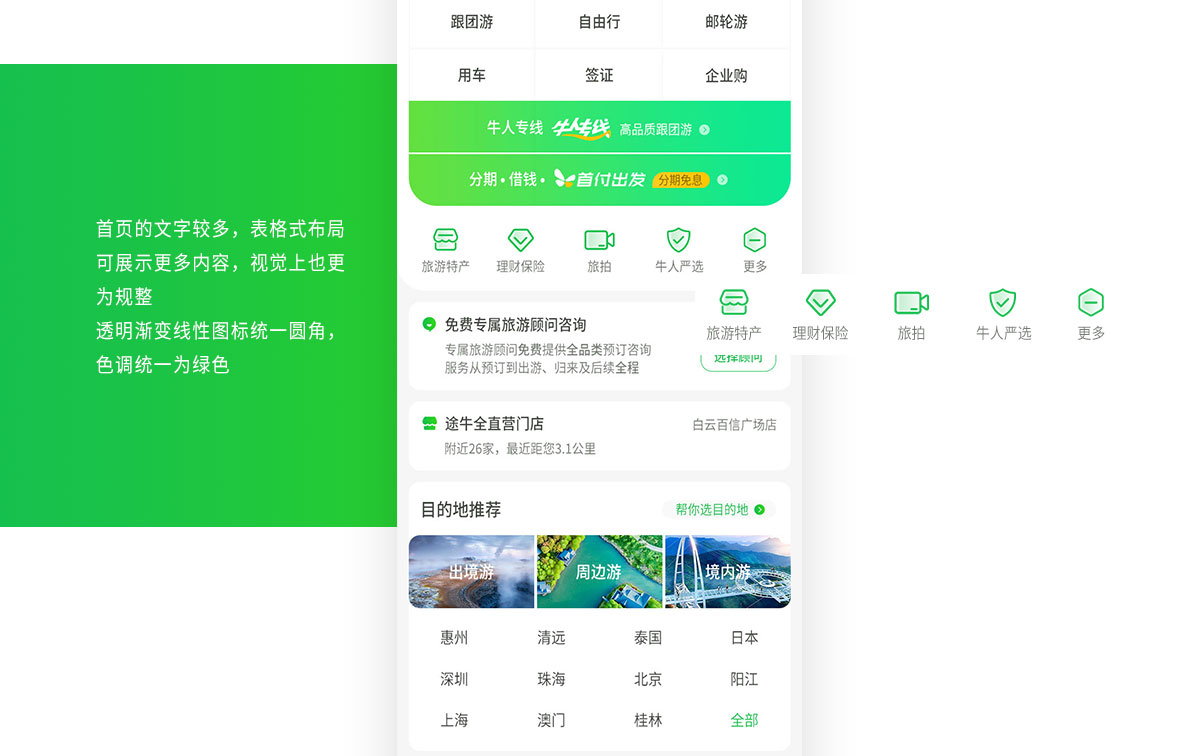 首页的文字较多，表格式布局
可展示更多内容，视觉上也更
为规整
透明渐变线性图标统一圆角，
色调统一为绿色
跟团游 自由行 邮轮游
用车 签证 企业购
牛人专线 牛人专线 高品质跟团游
分期•借钱• 首付出发 分期免息
旅游特产 理财保险 旅拍 牛人严选 更多
旅游特产 理财保险 旅拍 牛人严选 更多
免费专属旅游顾问咨询
专属旅游顾问免费提供全品类预订咨询
服务从预订到出游、归来及后续全程
选择顾问
途牛全直营门店 白云百信广场店
附近26家，最近距您3.1公里
目的地推荐 帮你选目的地
出境游 周边游 境内游
惠州 清远 泰国 日本
深圳 珠海 北京 阳江
上海 澳门 桂林 全部